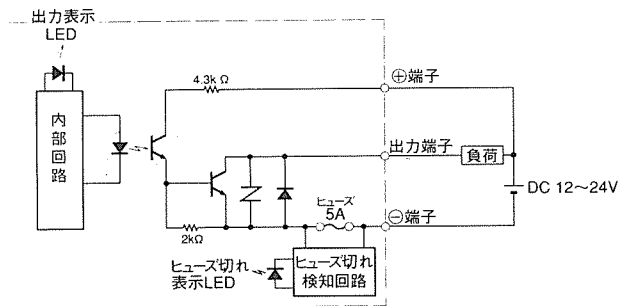 出力表示
LED
4.3k Ω
⊕端子
内部回路
出力端子
負荷
DC 12～24V
ヒューズ
5A
⊖端子
2kΩ
ヒューズ切れ
表示LED
ヒューズ切れ
検知回路